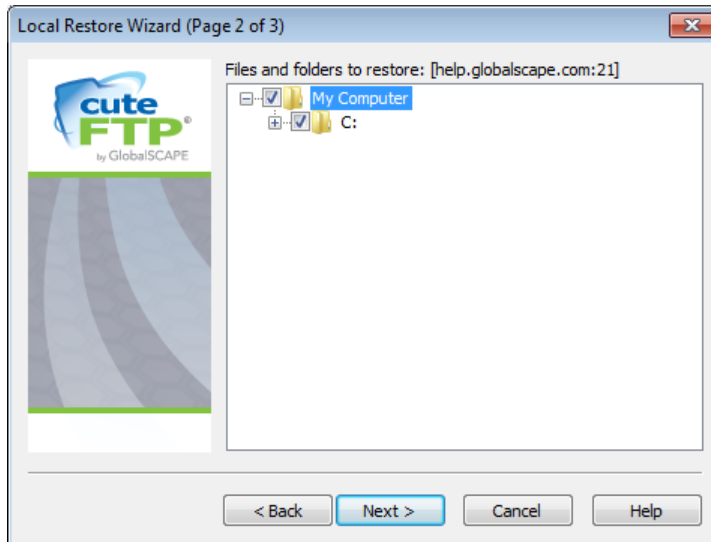 Local Restore Wizard (Page 2 of 3)
Files and folders to restore: [help.globalscape.com:21]
My Computer
C:
cute
FTP®
by GlobalSCAPE
< Back
Next >
Cancel
Help